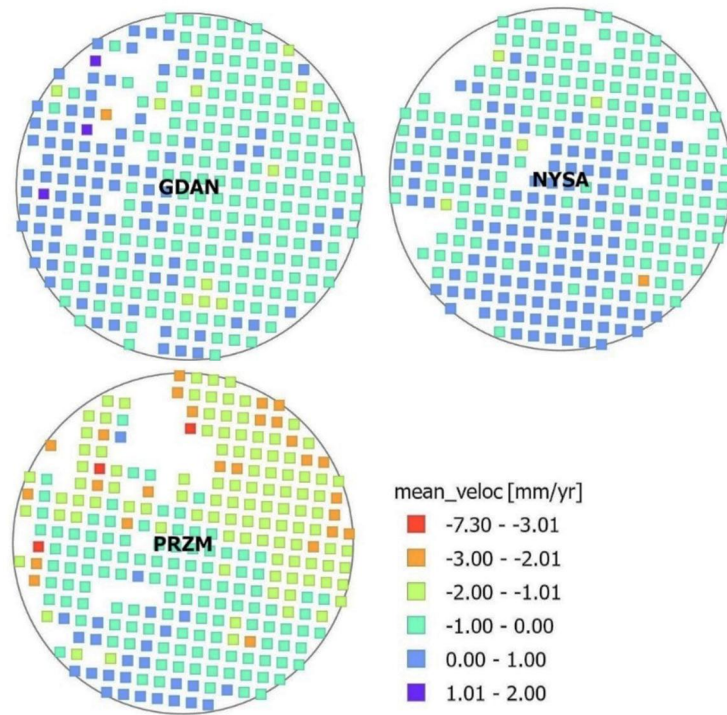 GDAN
NYSA
PRZM
mean_veloc [mm/yr]
-7.30 - -3.01
-3.00 - -2.01
-2.00 - -1.01
-1.00 - 0.00
0.00 - 1.00
1.01 - 2.00